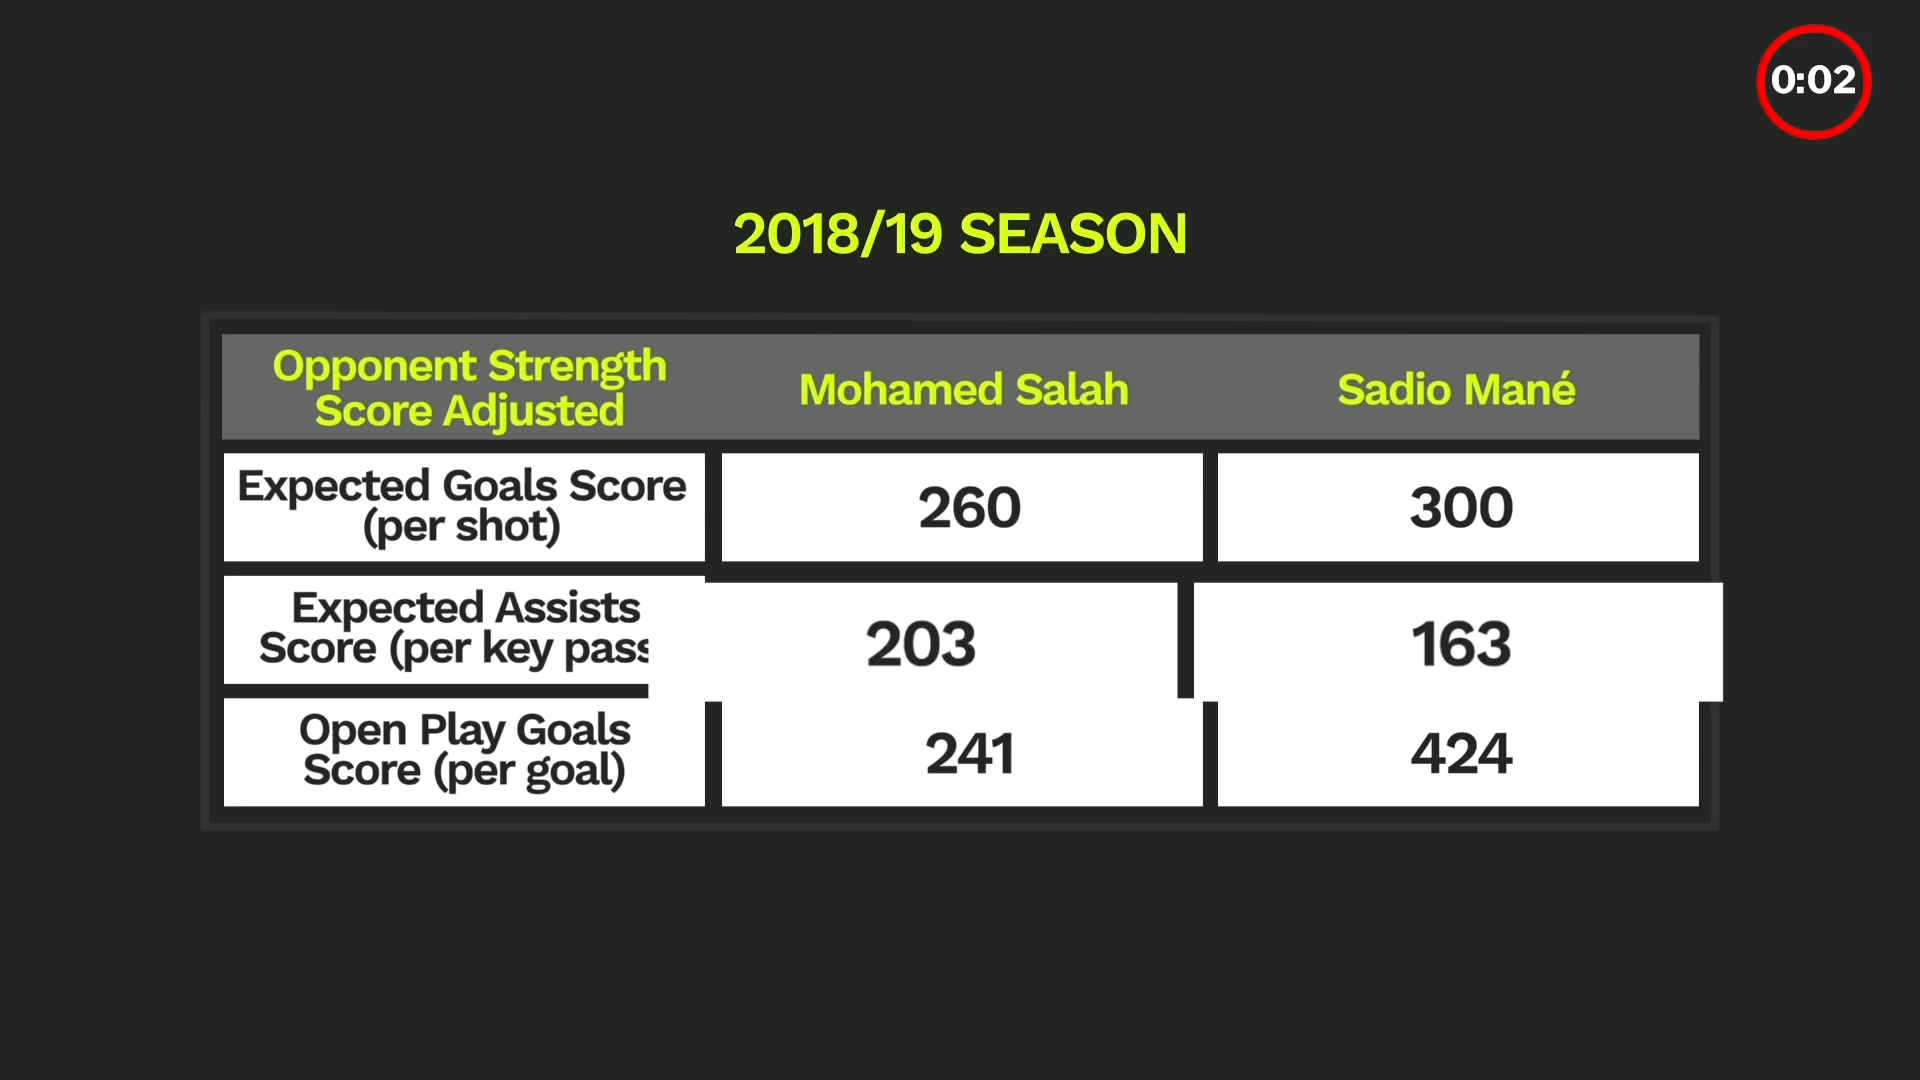 0:02
2018/19 SEASON
Opponent Strength
Score Adjusted
Mohamed Salah
Sadio Mané
Expected Goals Score
(per shot)
260
300
Expected Assists
Score (per key pass
203
163
Open Play Goals
Score (per goal)
241
424